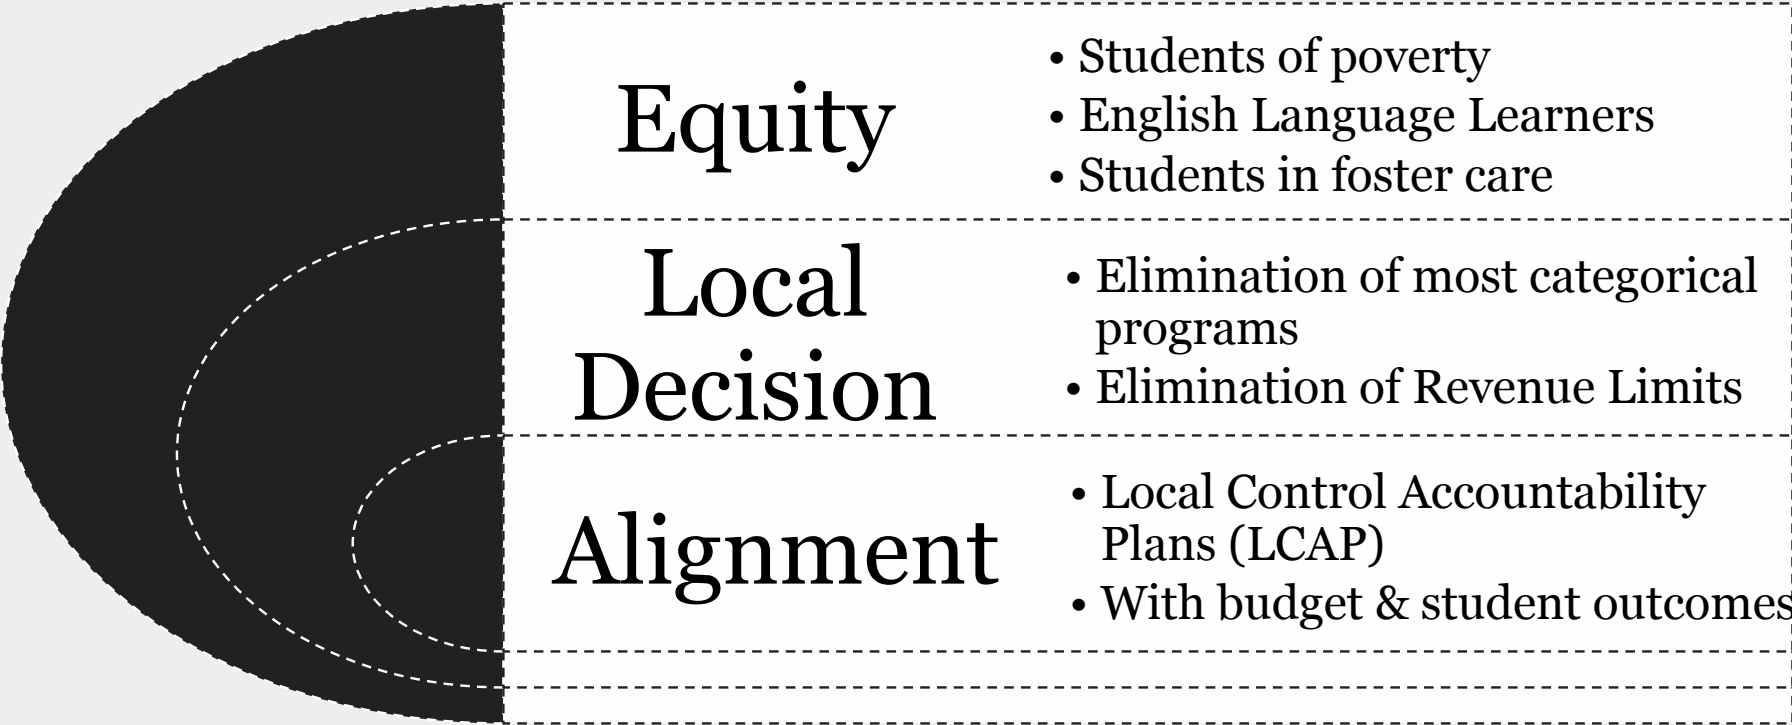 Equity
• Students of poverty
• English Language Learners
• Students in foster care
Local
Decision
• Elimination of most categorical
programs
• Elimination of Revenue Limits
Alignment
• Local Control Accountability
Plans (LCAP)
• With budget & student outcomes